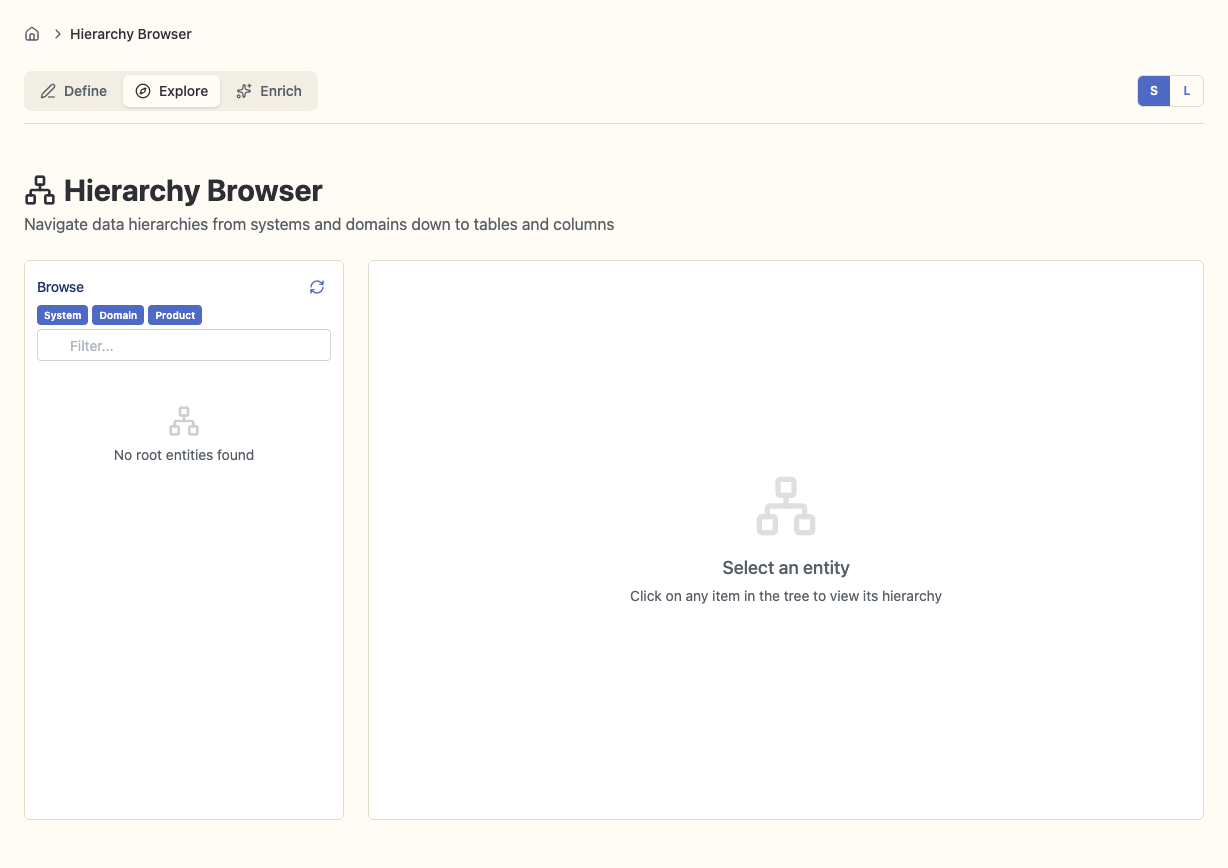 Hierarchy Browser
Define Explore Enrich
S L
Hierarchy Browser
Navigate data hierarchies from systems and domains down to tables and columns
Browse
System Domain Product
Filter...
No root entities found
Select an entity
Click on any item in the tree to view its hierarchy